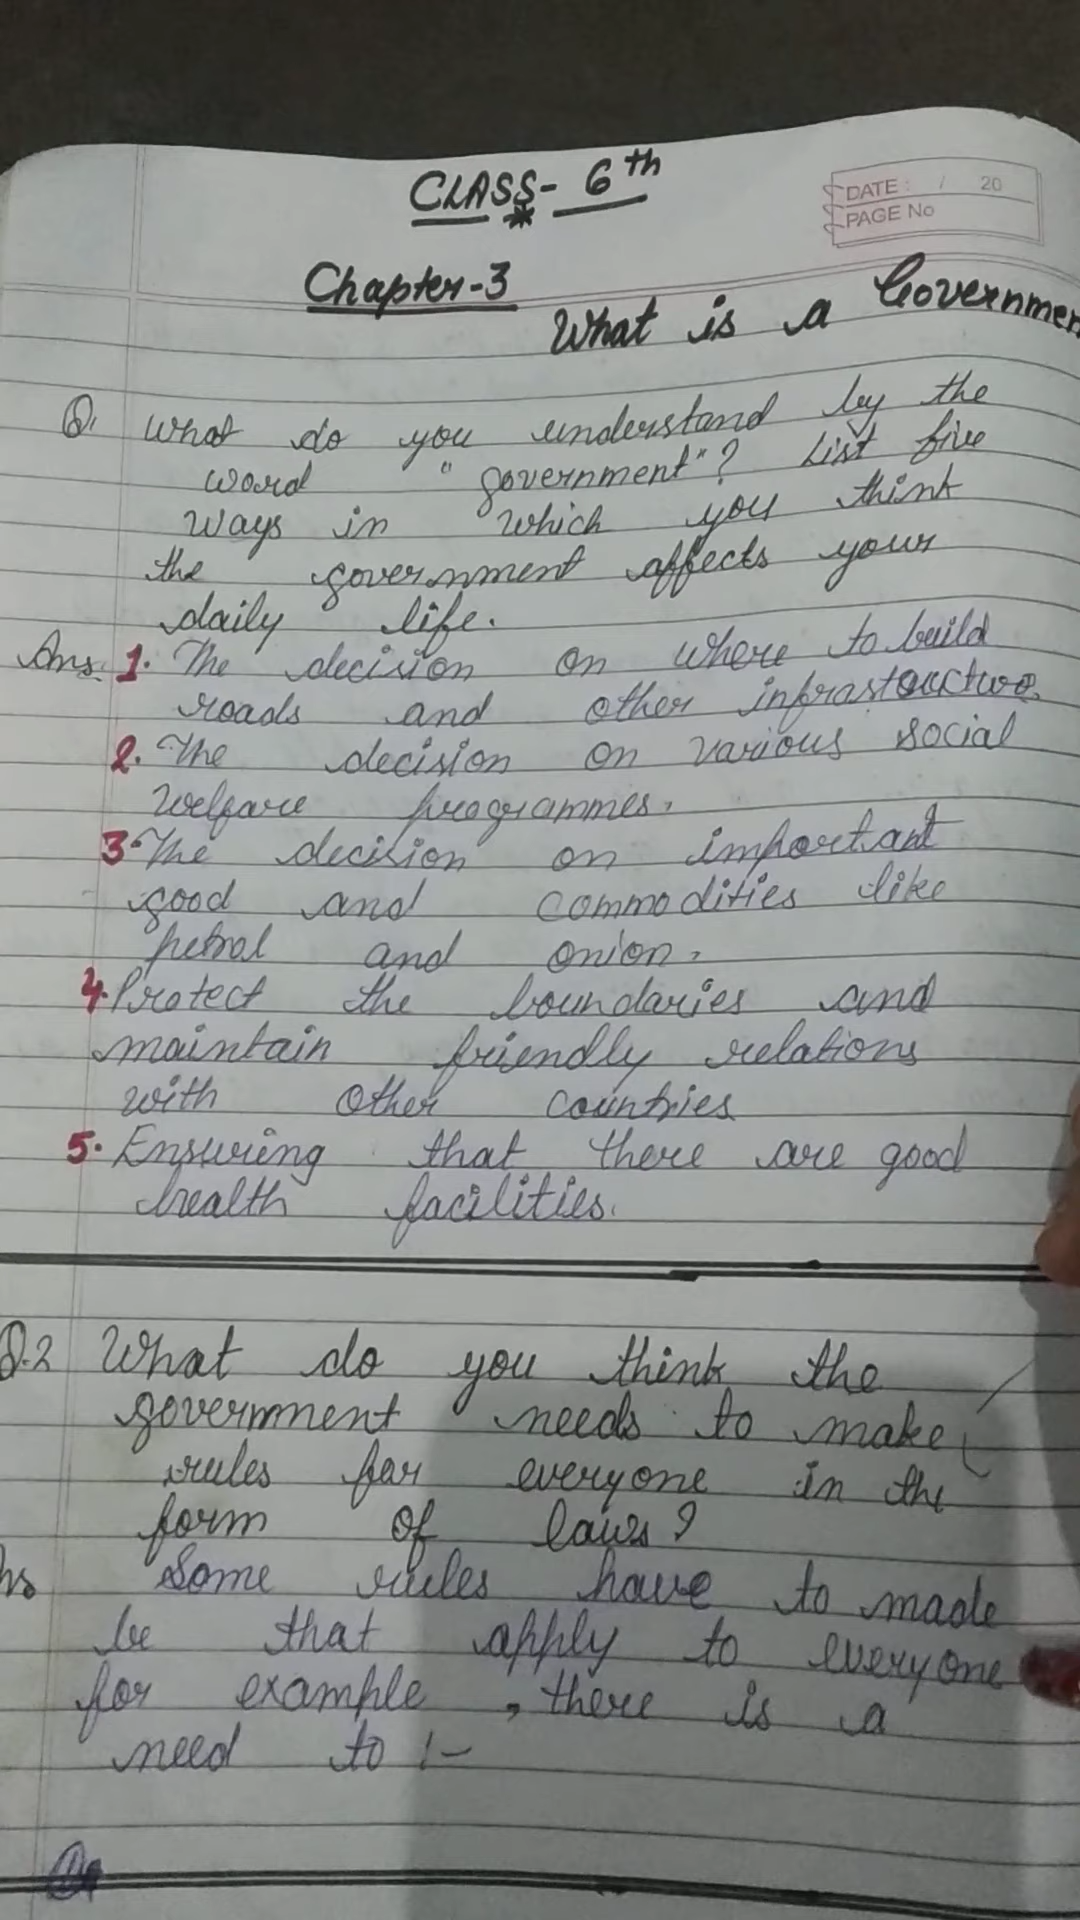 CLASS- 6th
DATE: / 20
PAGE No
Chapter-3
What is a Governmen
Q. What do you understand by the
word "government"? List five
ways in which you think
the government affects your
daily life.
Ans. 1. The decision on where to build
roads and other infrastructure.
2. The decision on various social
welfare programmes.
3. The decision on important
good and commodities like
petrol and onion.
4. Protect the boundaries and
maintain friendly relations
with other countries
5. Ensuring that there are good
health facilities.
Q.2 What do you think the
government needs to make
rules for everyone in the
form of laws?
ns Some rules have to made
be that apply to everyone
for example, there is a
need to :-